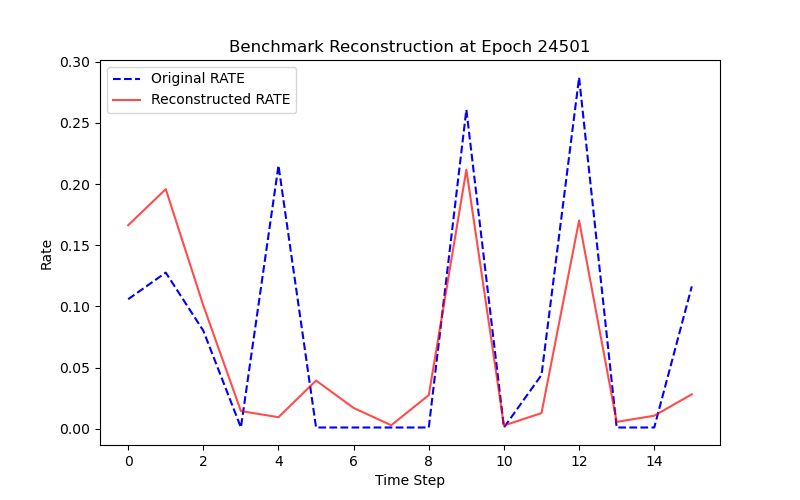 Benchmark Reconstruction at Epoch 24501
Original RATE
Reconstructed RATE
Rate
0.30
0.25
0.20
0.15
0.10
0.05
0.00
0 2 4 6 8 10 12 14
Time Step